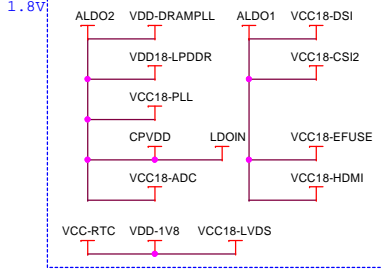 1.8V
ALDO2 VDD-DRAMPLL ALDO1 VCC18-DSI
VDD18-LPDDR VCC18-CSI2
VCC18-PLL
CPVDD LDOIN VCC18-EFUSE
VCC18-ADC VCC18-HDMI
VCC-RTC VDD-1V8 VCC18-LVDS